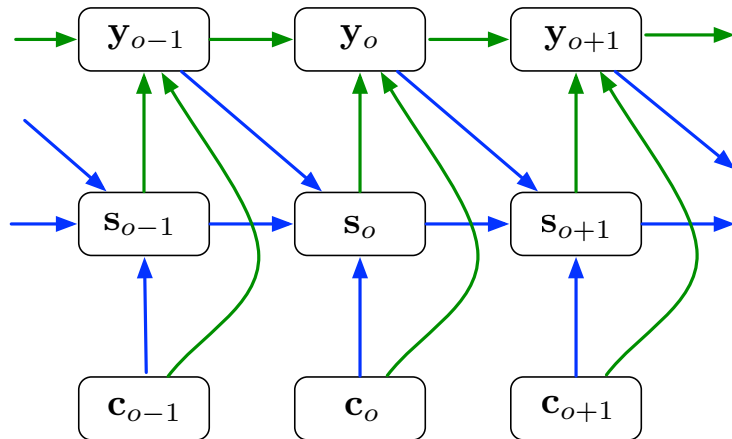 y_{o−1} y_o y_{o+1}
s_{o−1} s_o s_{o+1}
c_{o−1} c_o c_{o+1}